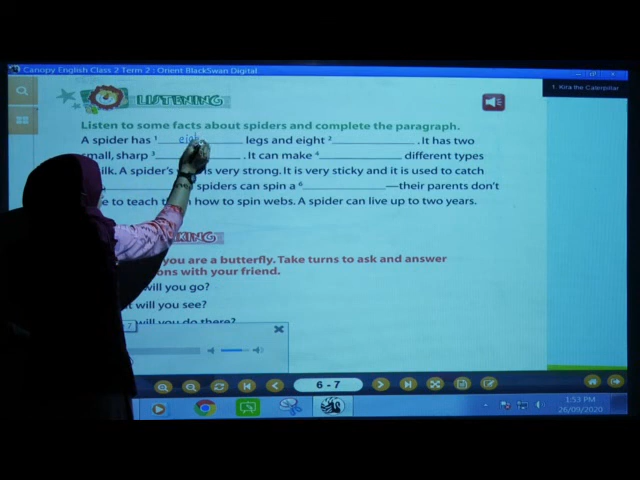 Canopy English Class 2 Term 2 : Orient BlackSwan Digital
1. Kira the Caterpillar
LISTENING
Listen to some facts about spiders and complete the paragraph.
A spider has 1 eigh legs and eight 2 . It has two
small, sharp 3 . It can make 4 different types
silk. A spider's is very strong. It is very sticky and it is used to catch
spiders can spin a 6 —their parents don't
to teach how to spin webs. A spider can live up to two years.
KING
you are a butterfly. Take turns to ask and answer
ons with your friend.
will you go?
will you see?
will you do there?
7
6 - 7
1:53 PM
26/09/2020